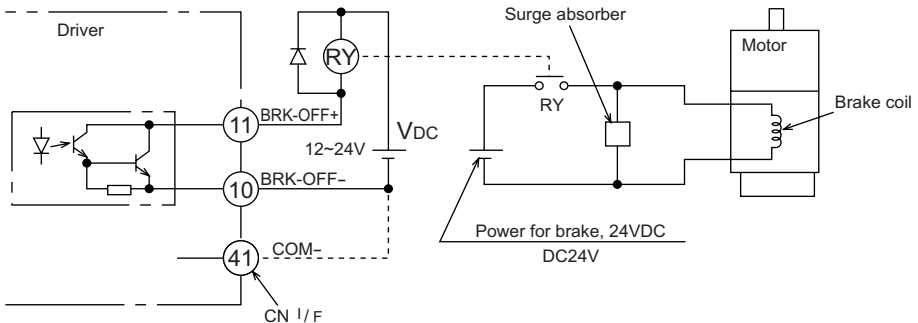 Surge absorber
Driver
Motor
RY
RY
Brake coil
11 BRK-OFF+
VDC
12~24V
10 BRK-OFF−
Power for brake, 24VDC
DC24V
41 COM−
CN I/F